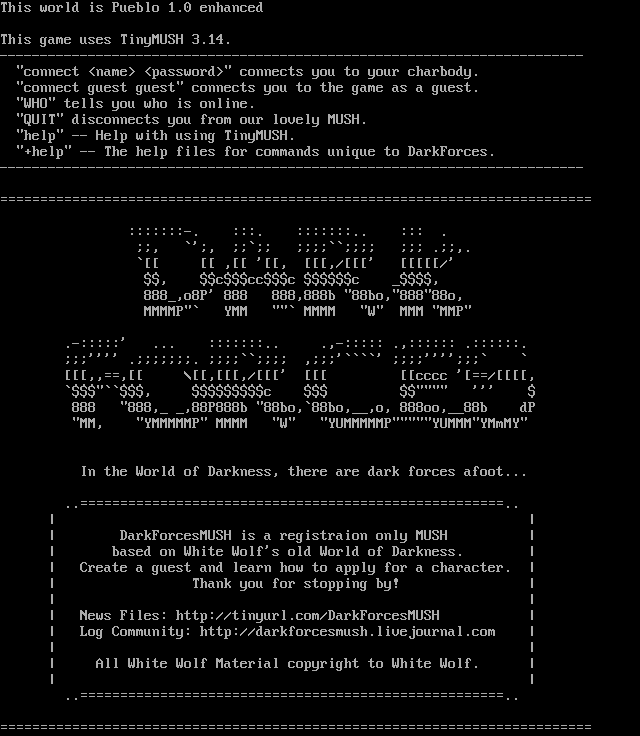 This world is Pueblo 1.0 enhanced
This game uses TinyMUSH 3.14.
"connect <name> <password>" connects you to your charbody.
"connect guest guest" connects you to the game as a guest.
"WHO" tells you who is online.
"QUIT" disconnects you from our lovely MUSH.
"help" -- Help with using TinyMUSH.
"+help" -- The help files for commands unique to DarkForces.
DARK
FORCES
In the World of Darkness, there are dark forces afoot...
DarkForcesMUSH is a registraion only MUSH
based on White Wolf's old World of Darkness.
Create a guest and learn how to apply for a character.
Thank you for stopping by!
News Files: http://tinyurl.com/DarkForcesMUSH
Log Community: http://darkforcesmush.livejournal.com
All White Wolf Material copyright to White Wolf.